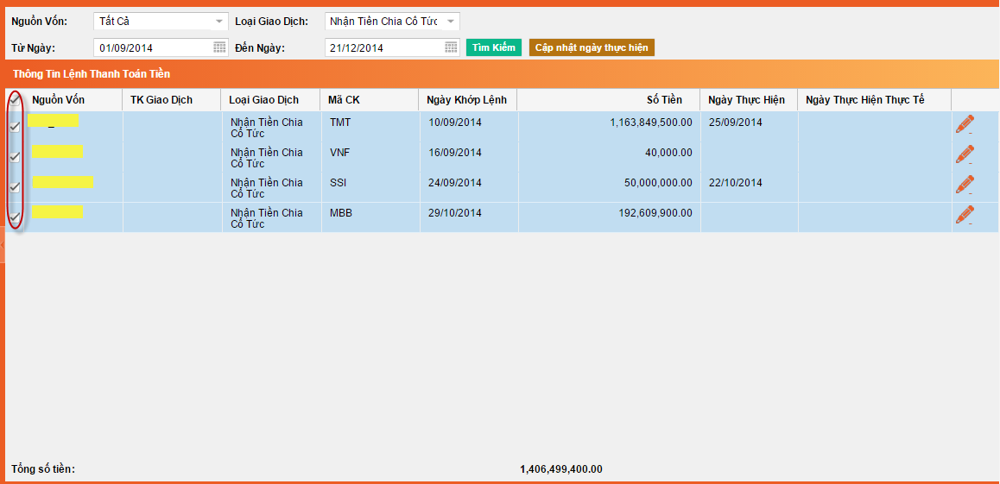 Nguồn Vốn: Tất Cả Loại Giao Dịch: Nhận Tiền Chia Cổ Tức
Từ Ngày: 01/09/2014 Đến Ngày: 21/12/2014 Tìm Kiếm Cập nhật ngày thực hiện
Thông Tin Lệnh Thanh Toán Tiền
Nguồn Vốn TK Giao Dịch Loại Giao Dịch Mã CK Ngày Khớp Lệnh Số Tiền Ngày Thực Hiện Ngày Thực Hiện Thực Tế
Nhận Tiền Chia TMT 10/09/2014 1,163,849,500.00 25/09/2014
Cổ Tức
Nhận Tiền Chia VNF 16/09/2014 40,000.00
Cổ Tức
Nhận Tiền Chia SSI 24/09/2014 50,000,000.00 22/10/2014
Cổ Tức
Nhận Tiền Chia MBB 29/10/2014 192,609,900.00
Cổ Tức
Tổng số tiền: 1,406,499,400.00